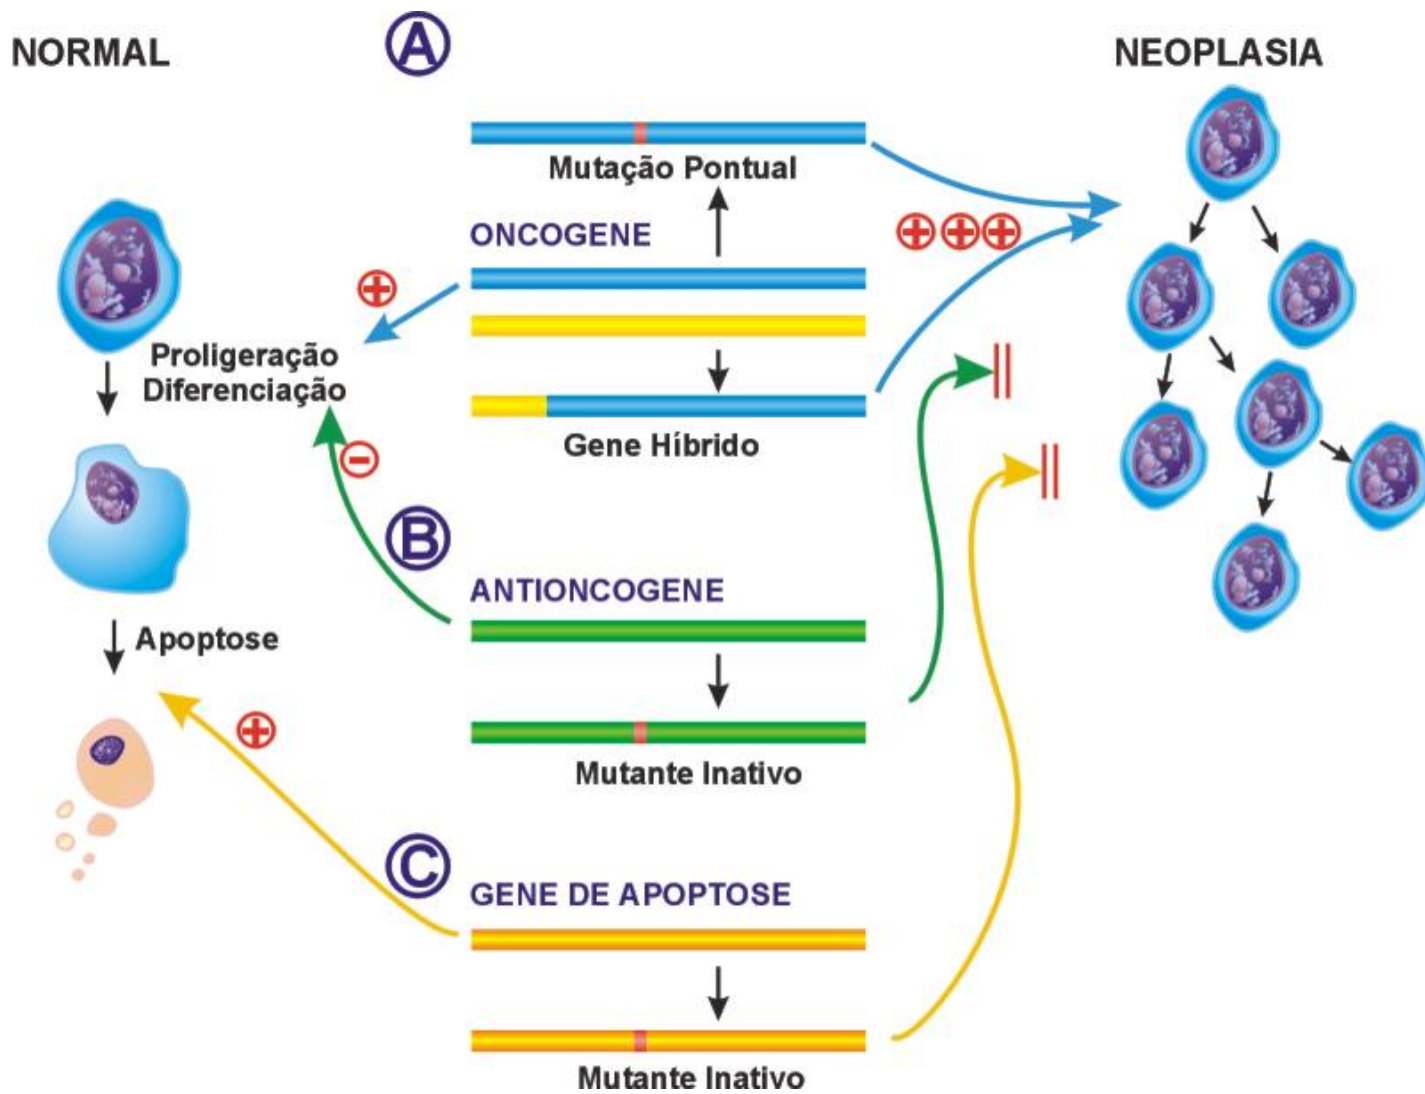 NORMAL
A
NEOPLASIA
Mutação Pontual
ONCOGENE
Proligeração
Diferenciação
Gene Híbrido
B
ANTIONCOGENE
Apoptose
Mutante Inativo
C
GENE DE APOPTOSE
Mutante Inativo